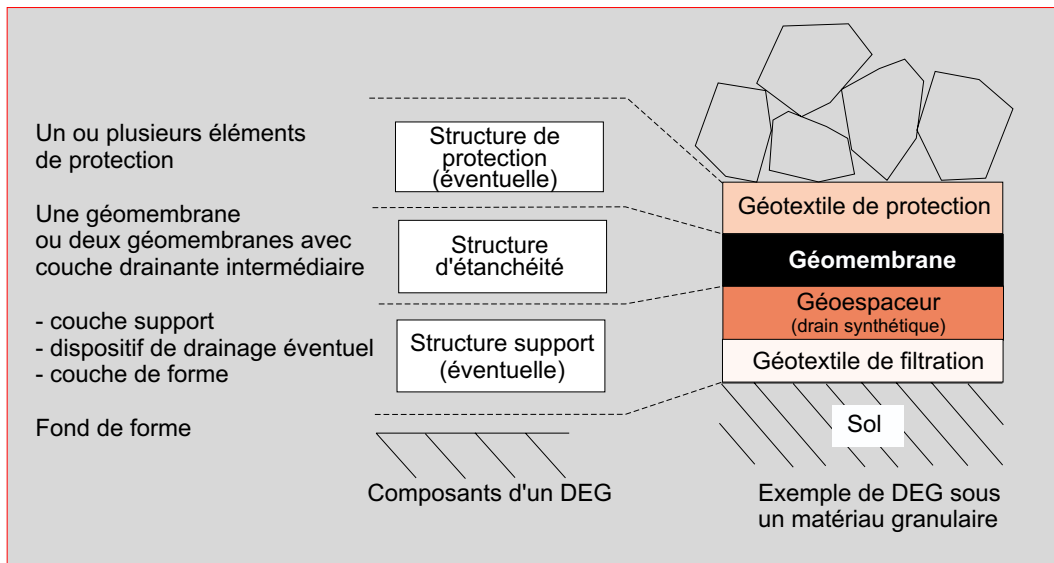 Un ou plusieurs éléments
de protection
Une géomembrane
ou deux géomembranes avec
couche drainante intermédiaire
- couche support
- dispositif de drainage éventuel
- couche de forme
Fond de forme
Structure de
protection
(éventuelle)
Structure
d'étanchéité
Structure support
(éventuelle)
Composants d'un DEG
Géotextile de protection
Géomembrane
Géoespaceur
(drain synthétique)
Géotextile de filtration
Sol
Exemple de DEG sous
un matériau granulaire